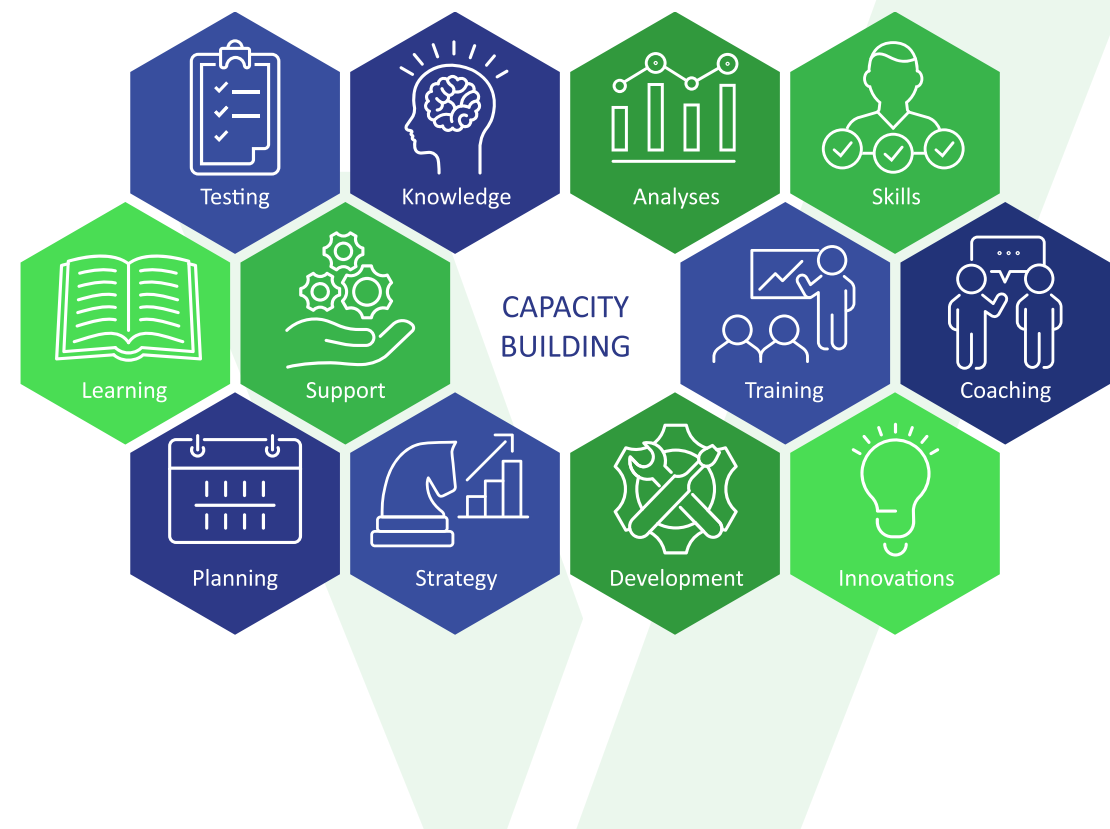 Testing
Knowledge
Analyses
Skills
Learning
Support
CAPACITY
BUILDING
Training
Coaching
Planning
Strategy
Development
Innovations